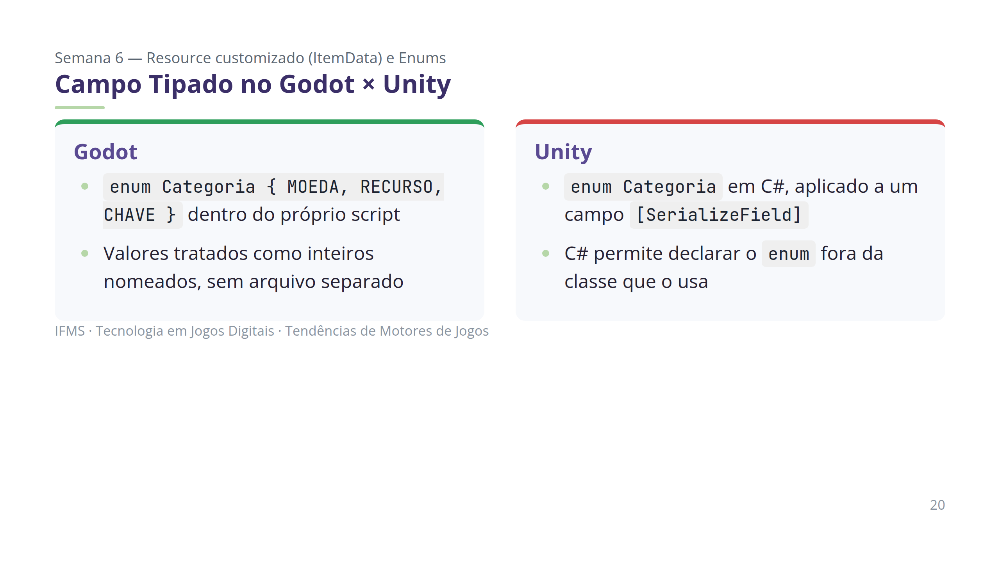 Semana 6 — Resource customizado (ItemData) e Enums
Campo Tipado no Godot × Unity
Godot
enum Categoria { MOEDA, RECURSO,
CHAVE } dentro do próprio script
Valores tratados como inteiros
nomeados, sem arquivo separado
Unity
enum Categoria em C#, aplicado a um
campo [SerializeField]
C# permite declarar o enum fora da
classe que o usa
IFMS · Tecnologia em Jogos Digitais · Tendências de Motores de Jogos
20